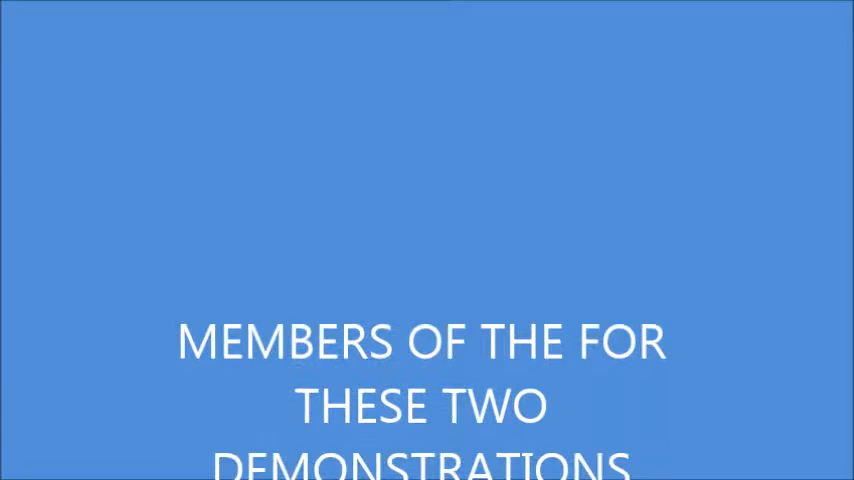 MEMBERS OF THE FOR
THESE TWO
DEMONSTRATIONS